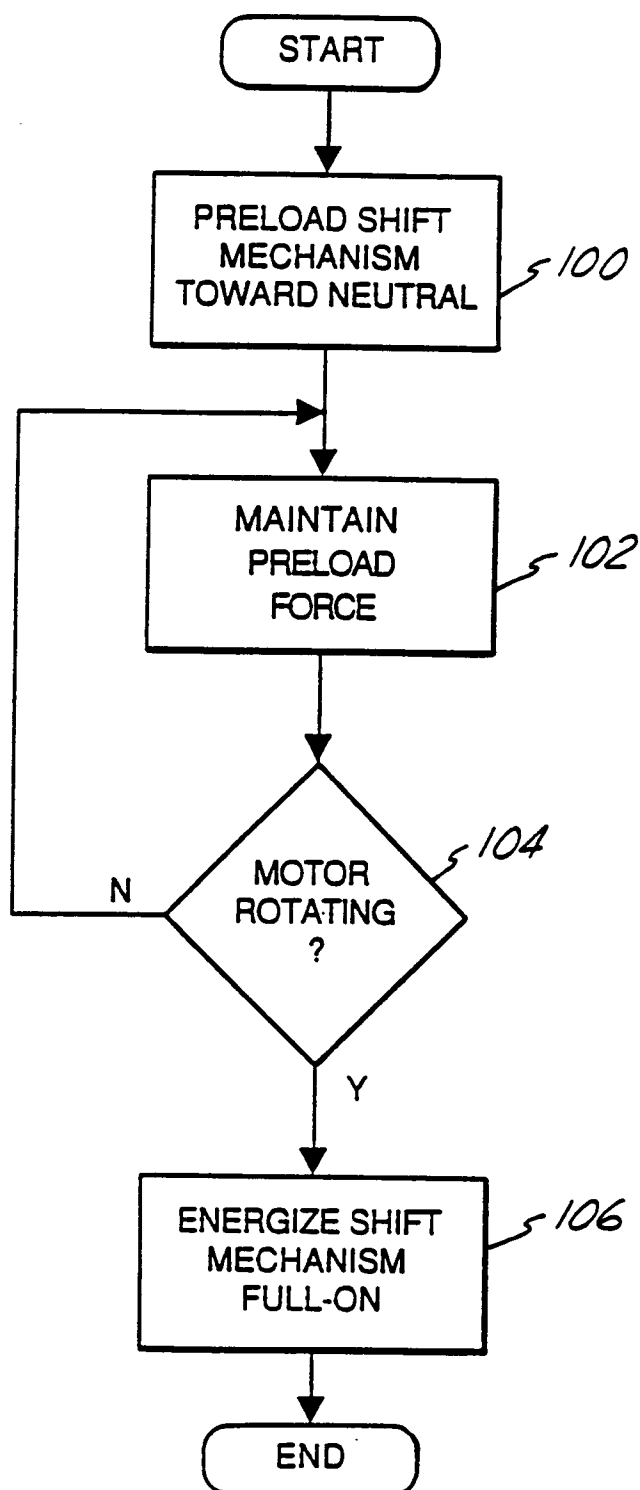 START
PRELOAD SHIFT
MECHANISM
TOWARD NEUTRAL
100
MAINTAIN
PRELOAD
FORCE
102
MOTOR
ROTATING
?
104
N
Y
ENERGIZE SHIFT
MECHANISM
FULL-ON
106
END